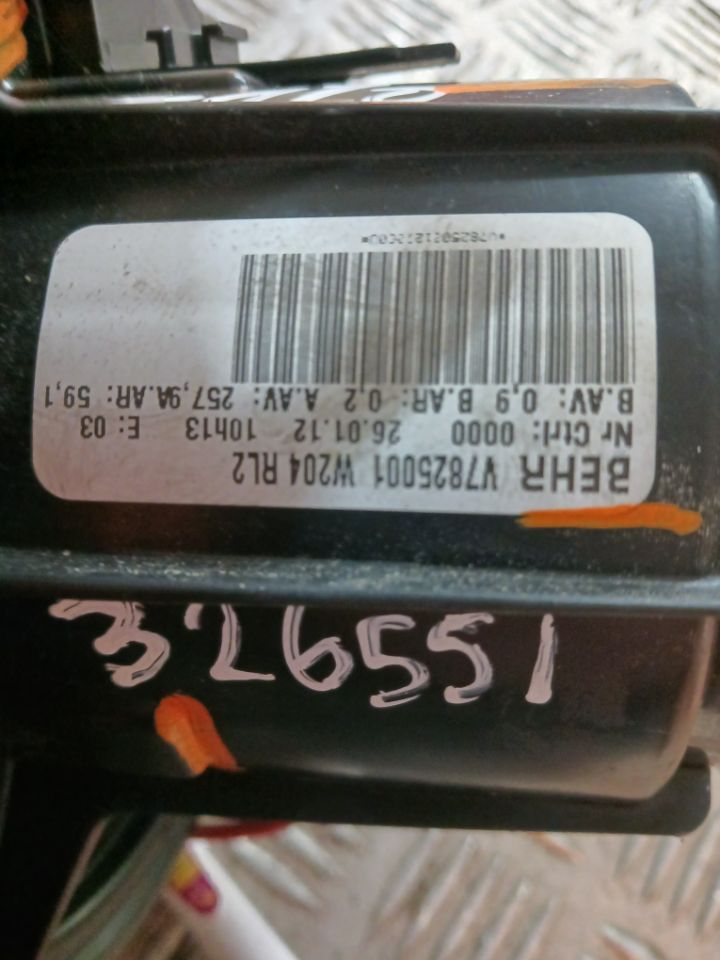 BEHR V7825001 W204 RL2
Nr Ctrl: 0000 26.01.12 10h13 E: 03
B.AV: 0,9 B.AR: 0,2 A.AV: 257,9A.AR: 59,1
326551